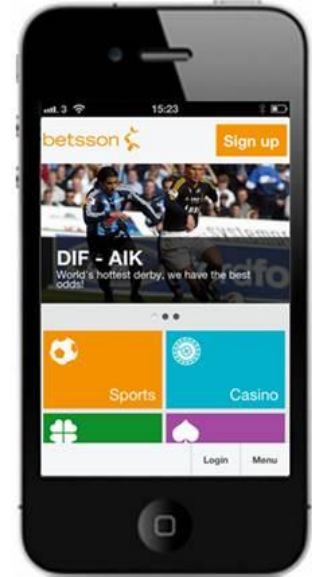 3 15:23
betsson
Sign up
DIF - AIK
World's hottest derby, we have the best
odds!
Sports
Casino
Login Menu